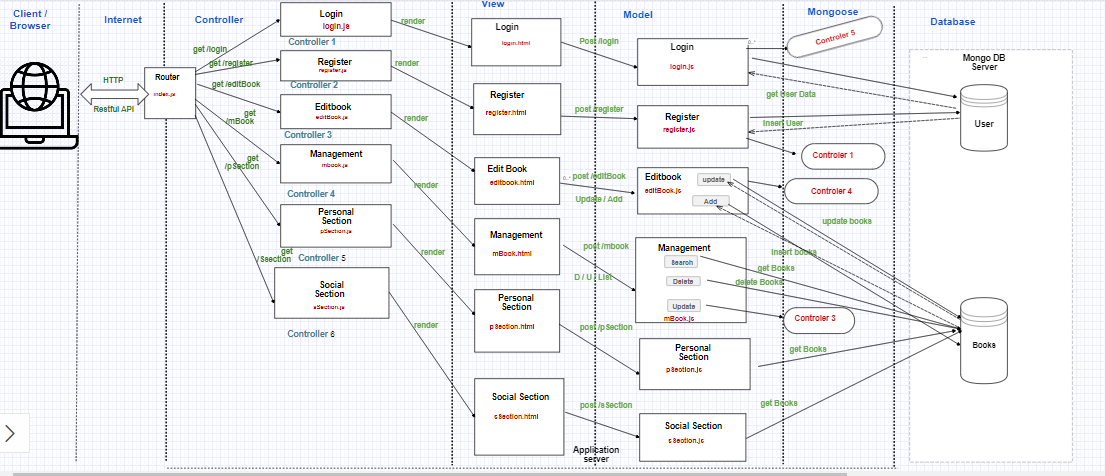 Client /
Browser
Internet
Controller
View
Model
Mongoose
Database
HTTP
Restful API
Router
index.js
get /login
get /register
get /editBook
get
/mBook
get
/pSection
get
/Ssection
Login
login.js
Controller 1
Register
register.js
Controller 2
Editbook
editBook.js
Controller 3
Management
mbook.js
Controller 4
Personal
Section
pSection.js
Controller 5
Social
Section
sSection.js
Controller 6
render
render
render
render
render
render
Login
login.html
Register
register.html
Edit Book
editbook.html
Management
mBook.html
Personal
Section
pSection.html
Social Section
sSection.html
Post /login
post /register
0..*
post /editBook
Update / Add
post /mbook
D / U / List
post /pSection
post /sSection
Application
server
Login
login.js
Register
register.js
Editbook
editBook.js
update
Add
Management
Search
Delete
Update
mBook.js
Personal
Section
pSection.js
Social Section
sSection.js
Controler 5
get User Data
Insert User
Controler 1
Controler 4
update books
Insert books
get Books
delete Books
Controler 3
get Books
get Books
Mongo DB
Server
User
Books